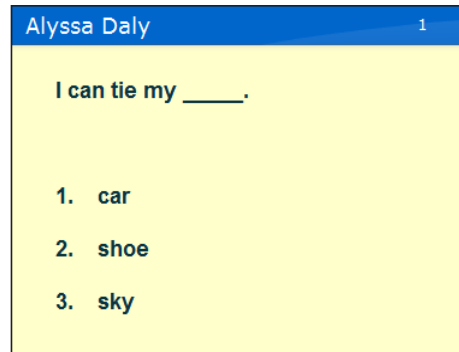 Alyssa Daly 1
I can tie my _____.
1. car
2. shoe
3. sky